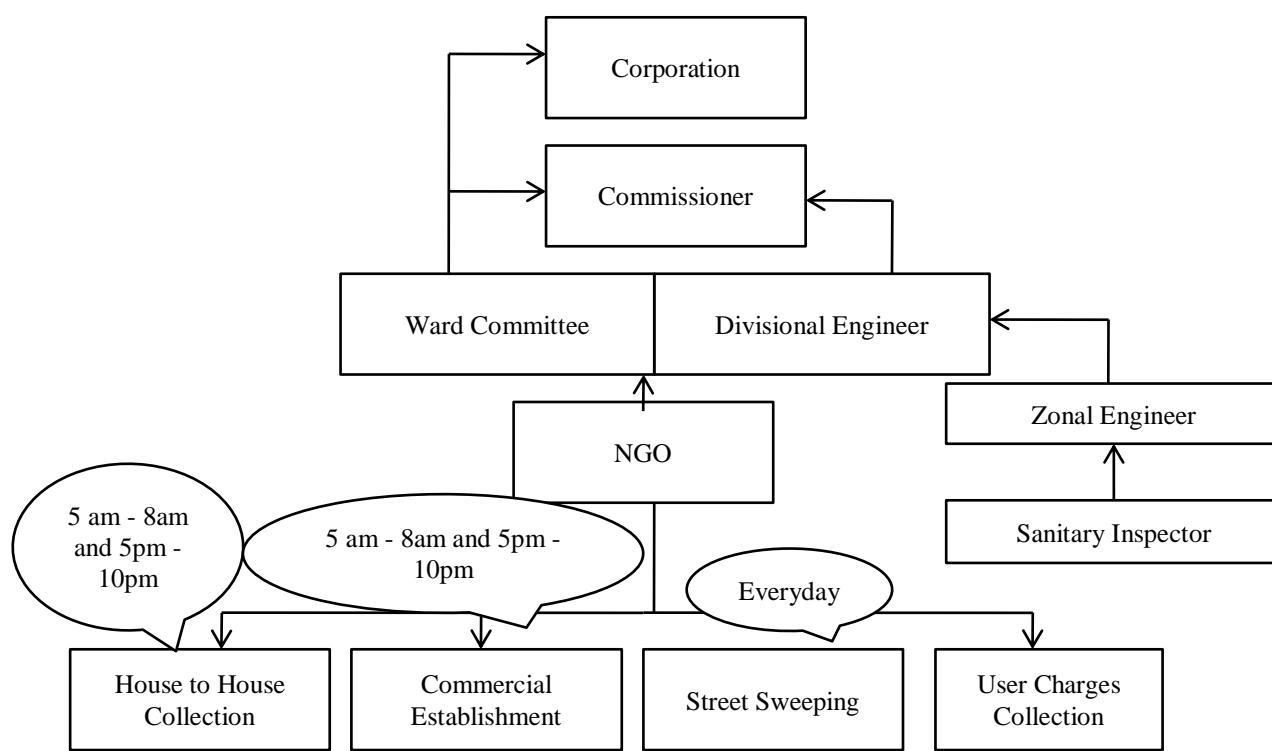 Corporation
Commissioner
Ward Committee
Divisional Engineer
Zonal Engineer
NGO
Sanitary Inspector
5 am - 8am
and 5pm -
10pm
5 am - 8am and 5pm -
10pm
Everyday
House to House
Collection
Commercial
Establishment
Street Sweeping
User Charges
Collection